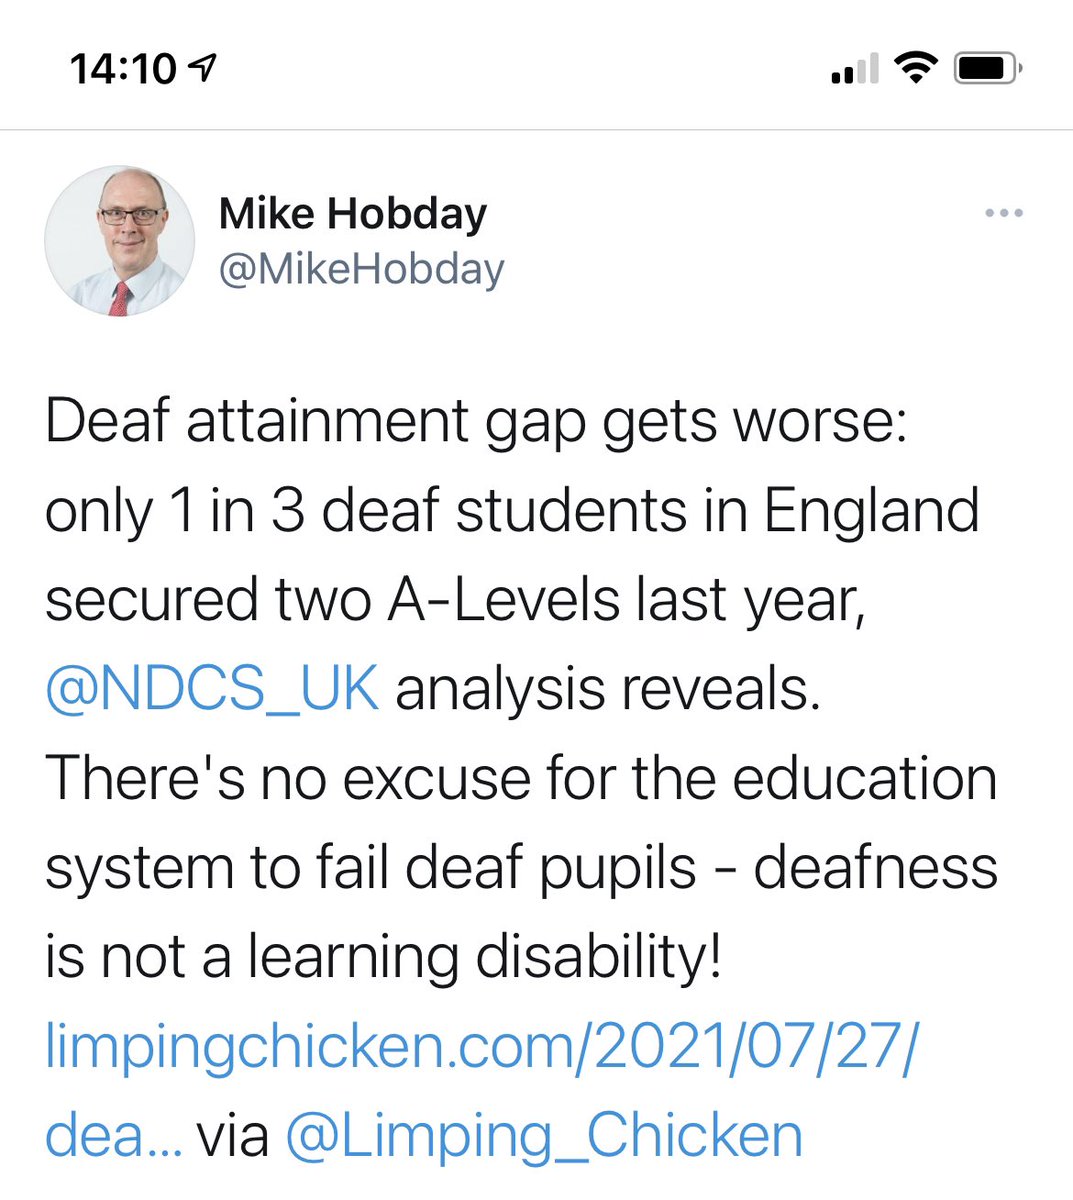 14:10
Mike Hobday
@MikeHobday
Deaf attainment gap gets worse:
only 1 in 3 deaf students in England
secured two A-Levels last year,
@NDCS_UK analysis reveals.
There's no excuse for the education
system to fail deaf pupils - deafness
is not a learning disability!
limpingchicken.com/2021/07/27/
dea... via @Limping_Chicken